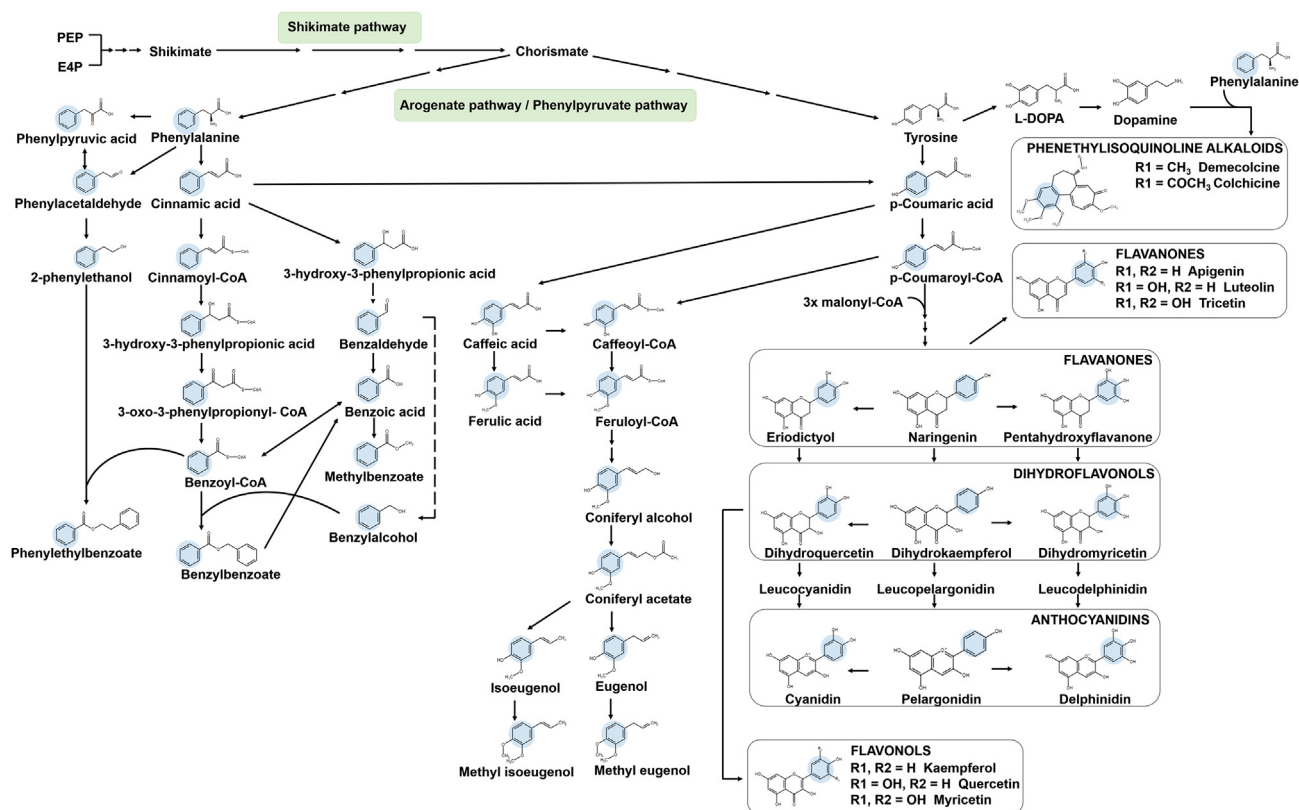 Shikimate pathway
PEP
E4P
Shikimate
Chorismate
Arogenate pathway / Phenylpyruvate pathway
Phenylpyruvic acid
Phenylalanine
Tyrosine
L-DOPA
Dopamine
Phenylalanine
PHENETHYLISOQUINOLINE ALKALOIDS
R1 = CH3 Demecolcine
R1 = COCH3 Colchicine
Phenylacetaldehyde
Cinnamic acid
p-Coumaric acid
2-phenylethanol
Cinnamoyl-CoA
3-hydroxy-3-phenylpropionic acid
p-Coumaroyl-CoA
3x malonyl-CoA
FLAVANONES
R1, R2 = H Apigenin
R1 = OH, R2 = H Luteolin
R1, R2 = OH Tricetin
3-hydroxy-3-phenylpropionic acid
Benzaldehyde
Caffeic acid
Caffeoyl-CoA
3-oxo-3-phenylpropionyl- CoA
Benzoic acid
Ferulic acid
Feruloyl-CoA
FLAVANONES
Eriodictyol
Naringenin
Pentahydroxyflavanone
Benzoyl-CoA
Methylbenzoate
Coniferyl alcohol
DIHYDROFLAVONOLS
Dihydroquercetin
Dihydrokaempferol
Dihydromyricetin
Phenylethylbenzoate
Benzylbenzoate
Benzylalcohol
Coniferyl acetate
Leucocyanidin
Leucopelargonidin
Leucodelphinidin
ANTHOCYANIDINS
Cyanidin
Pelargonidin
Delphinidin
Isoeugenol
Eugenol
Methyl isoeugenol
Methyl eugenol
FLAVONOLS
R1, R2 = H Kaempferol
R1 = OH, R2 = H Quercetin
R1, R2 = OH Myricetin